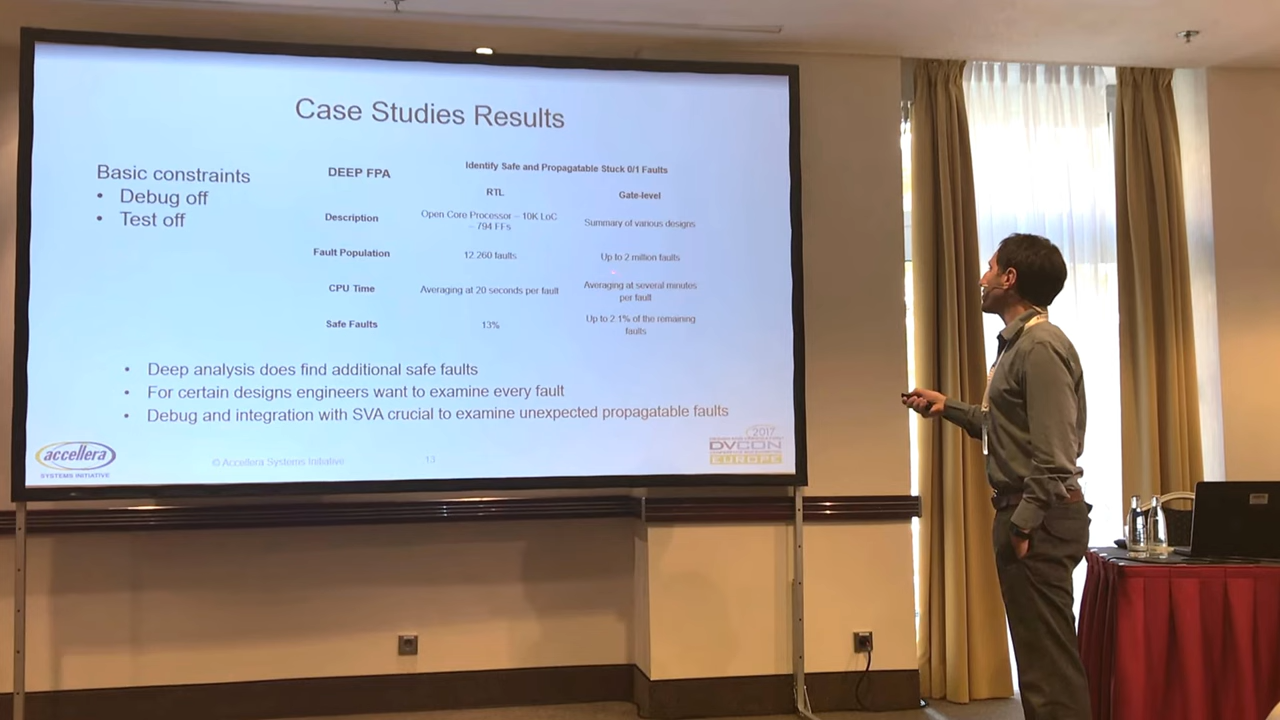 Case Studies Results
Basic constraints
• Debug off
• Test off
DEEP FPA
Identify Safe and Propagatable Stuck 0/1 Faults
RTL
Gate-level
Description
Open Core Processor – 10K LoC
– 794 FFs
Summary of various designs
Fault Population
12.260 faults
Up to 2 million faults
CPU Time
Averaging at 20 seconds per fault
Averaging at several minutes
per fault
Safe Faults
13%
Up to 2.1% of the remaining
faults
• Deep analysis does find additional safe faults
• For certain designs engineers want to examine every fault
• Debug and integration with SVA crucial to examine unexpected propagatable faults
accellera
SYSTEMS INITIATIVE
© Accellera Systems Initiative
13
2017
DVCON
EUROPE